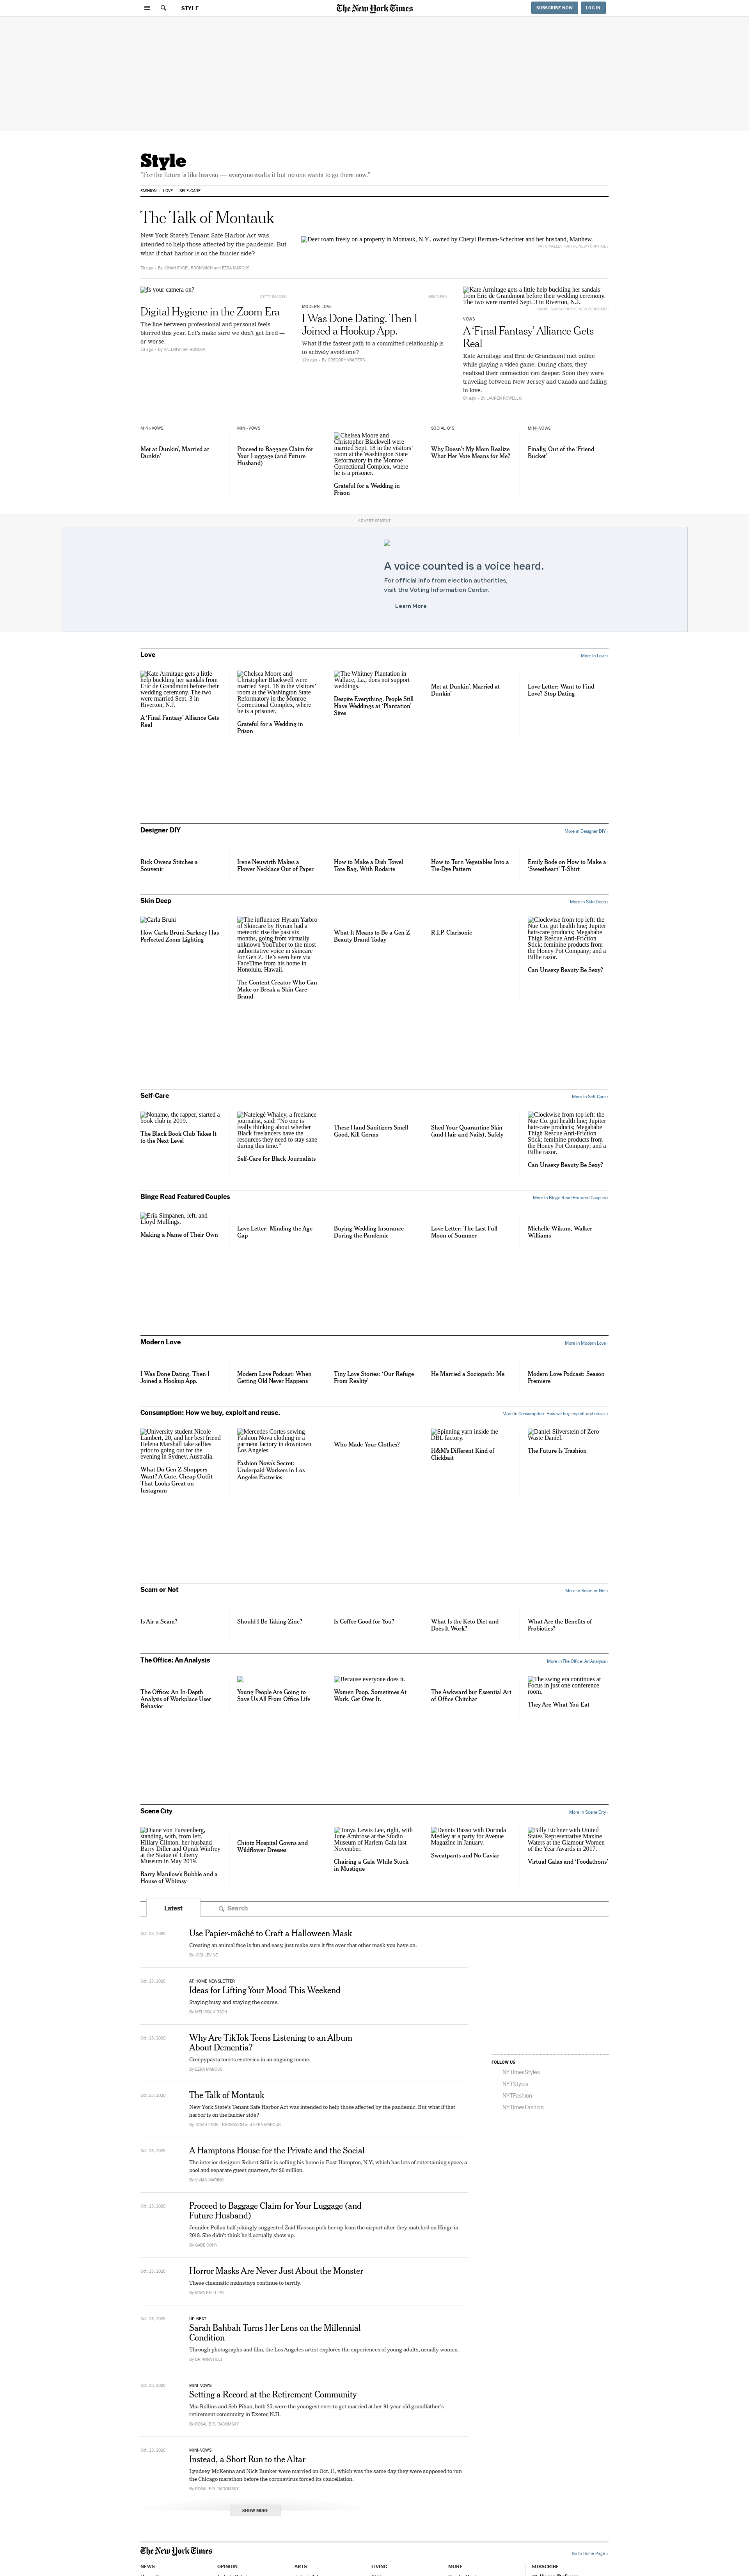 STYLE
The New York Times
SUBSCRIBE NOW
LOG IN
Style
"For the future is like heaven — everyone exalts it but no one wants to go there now."
FASHION
LOVE
SELF-CARE
The Talk of Montauk
New York State's Tenant Safe Harbor Act was
intended to help those affected by the pandemic. But
what if that harbor is on the fancier side?
7h ago · By JONAH ENGEL BROMWICH and EZRA MARCUS
Deer roam freely on a property in Montauk, N.Y., owned by Cheryl Berman-Schechter and her husband, Matthew.
Is your camera on?
GETTY IMAGES
Digital Hygiene in the Zoom Era
The line between professional and personal feels
blurred this year. Let's make sure we don't get fired —
or worse.
By VALERIYA SAFRONOVA
BRIAN REA
MODERN LOVE
I Was Done Dating. Then I
Joined a Hookup App.
What if the fastest path to a committed relationship is
to actively avoid one?
12h ago · By GREGORY WALTERS
Kate Armitage gets a little help buckling her sandals
from Eric de Grandmont before their wedding ceremony.
The two were married Sept. 3 in Riverton, N.J.
VOWS
A 'Final Fantasy' Alliance Gets
Real
Kate Armitage and Eric de Grandmont met online
while playing a video game. During chats, they
realized their connection ran deeper. Soon they were
traveling between New Jersey and Canada and falling
in love.
By LAUREN ROWELLO
MINI-VOWS
Met at Dunkin', Married at
Dunkin'
MINI-VOWS
Proceed to Baggage Claim for
Your Luggage (and Future
Husband)
Chelsea Moore and
Christopher Blackwell were
married Sept. 18 in the visitors'
room at the Washington State
Reformatory in the Monroe
Correctional Complex, where
he is a prisoner.
Grateful for a Wedding in
Prison
SOCIAL Q'S
Why Doesn't My Mom Realize
What Her Vote Means for Me?
MINI-VOWS
Finally, Out of the 'Friend
Bucket'
ADVERTISEMENT
A voice counted is a voice heard.
For official info from election authorities,
visit the Voting Information Center.
Learn More
Love
More in Love ›
Kate Armitage gets a little
help buckling her sandals from
Eric de Grandmont before their
wedding ceremony. The two
were married Sept. 3 in
Riverton, N.J.
A 'Final Fantasy' Alliance Gets
Real
Chelsea Moore and
Christopher Blackwell were
married Sept. 18 in the visitors'
room at the Washington State
Reformatory in the Monroe
Correctional Complex, where
he is a prisoner.
Grateful for a Wedding in
Prison
The Whitney Plantation in
Wallace, La., does not support
weddings.
Despite Everything, People Still
Have Weddings at 'Plantation'
Sites
Met at Dunkin', Married at
Dunkin'
Love Letter: Want to Find
Love? Stop Dating
Designer DIY
More in Designer DIY ›
Rick Owens Stitches a
Souvenir
Irene Neuwirth Makes a
Flower Necklace Out of Paper
How to Make a Dish Towel
Tote Bag, With Rodarte
How to Turn Vegetables Into a
Tie-Dye Pattern
Emily Bode on How to Make a
'Sweetheart' T-Shirt
Skin Deep
More in Skin Deep ›
Carla Bruni
How Carla Bruni-Sarkozy Has
Perfected Zoom Lighting
The influencer Hyram Yarbro
of Skincare by Hyram had a
meteoric rise the past six
months, going from virtually
unknown YouTuber to the most
authoritative voice in skincare
for Gen Z. He's seen here via
FaceTime from his home in
Honolulu, Hawaii.
The Content Creator Who Can
Make or Break a Skin Care
Brand
What It Means to Be a Gen Z
Beauty Brand Today
R.I.P. Clarisonic
Clockwise from top left: the
Nue Co. gut health line; Jupiter
hair-care products; Megababe
Thigh Rescue Anti-Friction
Stick; feminine products from
the Honey Pot Company; and a
Billie razor.
Can Unsexy Beauty Be Sexy?
Self-Care
More in Self-Care ›
Noname, the rapper, started a
book club in 2019.
The Black Book Club Takes It
to the Next Level
Natelegé Whaley, a freelance
journalist, said: "No one is
really thinking about whether
Black freelancers have the
resources they need to stay sane
during this time."
Self-Care for Black Journalists
These Hand Sanitizers Smell
Good, Kill Germs
Shed Your Quarantine Skin
(and Hair and Nails), Safely
Clockwise from top left: the
Nue Co. gut health line; Jupiter
hair-care products; Megababe
Thigh Rescue Anti-Friction
Stick; feminine products from
the Honey Pot Company; and a
Billie razor.
Can Unsexy Beauty Be Sexy?
Binge Read Featured Couples
More in Binge Read Featured Couples ›
Erik Simpanen, left, and
Lloyd Mullings.
Making a Name of Their Own
Love Letter: Minding the Age
Gap
Buying Wedding Insurance
During the Pandemic
Love Letter: The Last Full
Moon of Summer
Michelle Wikum, Walker
Williams
Modern Love
More in Modern Love ›
I Was Done Dating. Then I
Joined a Hookup App.
Modern Love Podcast: When
Getting Old Never Happens
Tiny Love Stories: 'Our Refuge
From Reality'
He Married a Sociopath: Me
Modern Love Podcast: Season
Premiere
Consumption: How we buy, exploit and reuse.
More in Consumption: How we buy, exploit and reuse. ›
University student Nicole
Lambert, 20, and her best friend
Helena Marshall take selfies
prior to going out for the
evening in Sydney, Australia.
What Do Gen Z Shoppers
Want? A Cute, Cheap Outfit
That Looks Great on
Instagram
Mercedes Cortes sewing
Fashion Nova clothing in a
garment factory in downtown
Los Angeles.
Fashion Nova's Secret:
Underpaid Workers in Los
Angeles Factories
Who Made Your Clothes?
Spinning yarn inside the
DBL factory.
H&M's Different Kind of
Clickbait
Daniel Silverstein of Zero
Waste Daniel.
The Future Is Trashion
Scam or Not
More in Scam or Not ›
Is Air a Scam?
Should I Be Taking Zinc?
Is Coffee Good for You?
What Is the Keto Diet and
Does It Work?
What Are the Benefits of
Probiotics?
The Office: An Analysis
More in The Office: An Analysis ›
The Office: An In-Depth
Analysis of Workplace User
Behavior
Young People Are Going to
Save Us All From Office Life
Because everyone does it.
Women Poop. Sometimes At
Work. Get Over It.
The Awkward but Essential Art
of Office Chitchat
The swing era continues at
Focus in just one conference
room.
They Are What You Eat
Scene City
More in Scene City ›
Diane von Furstenberg,
standing, with, from left,
Hillary Clinton, her husband
Barry Diller and Oprah Winfrey
at the Statue of Liberty
Museum in May 2019.
Barry Manilow's Bubble and a
House of Whimsy
Chintz Hospital Gowns and
Wildflower Dresses
Tonya Lewis Lee, right, with
June Ambrose at the Studio
Museum of Harlem Gala last
November.
Chairing a Gala While Stuck
in Mustique
Dennis Basso with Dorinda
Medley at a party for Avenue
Magazine in January.
Sweatpants and No Caviar
Billy Eichner with United
States Representative Maxine
Waters at the Glamour Women
of the Year Awards in 2017.
Virtual Galas and 'Foodathons'
Latest
Search
Oct. 23, 2020
Use Papier-mâché to Craft a Halloween Mask
Creating an animal face is fun and easy, just make sure it fits over that other mask you have on.
By JODI LEVINE
Oct. 23, 2020
AT HOME NEWSLETTER
Ideas for Lifting Your Mood This Weekend
Staying busy and staying the course.
By MELISSA KIRSCH
Oct. 23, 2020
Why Are TikTok Teens Listening to an Album
About Dementia?
Creepypasta meets esoterica in an ongoing meme.
By EZRA MARCUS
Oct. 23, 2020
The Talk of Montauk
New York State's Tenant Safe Harbor Act was intended to help those affected by the pandemic. But what if that
harbor is on the fancier side?
By JONAH ENGEL BROMWICH and EZRA MARCUS
A Hamptons House for the Private and the Social
The interior designer Robert Stilin is selling his home in East Hampton, N.Y., which has lots of entertaining space, a
pool and separate guest quarters, for $6 million.
By VIVIAN MARINO
Proceed to Baggage Claim for Your Luggage (and
Future Husband)
Jennifer Pollan half-jokingly suggested Zaid Hassan pick her up from the airport after they matched on Hinge in
2018. She didn't think he'd actually show up.
By GABE COHN
Horror Masks Are Never Just About the Monster
These cinematic mainstays continue to terrify.
By MAYA PHILLIPS
UP NEXT
Sarah Bahbah Turns Her Lens on the Millennial
Condition
Through photographs and film, the Los Angeles artist explores the experiences of young adults, usually women.
By BRIANNA HOLT
MINI-VOWS
Setting a Record at the Retirement Community
Mia Rollins and Seb Pihan, both 25, were the youngest ever to get married at her 91-year-old grandfather's
retirement community in Exeter, N.H.
By ROSALIE R. RADOMSKY
MINI-VOWS
Instead, a Short Run to the Altar
Lyndsey McKenna and Nick Bunker were married on Oct. 11, which was the same day they were supposed to run
the Chicago marathon before the coronavirus forced its cancellation.
By ROSALIE R. RADOMSKY
SHOW MORE
FOLLOW US
NYTimesStyles
NYTStyles
NYTFashion
NYTimesFashion
The New York Times
Go to Home Page »
NEWS
OPINION
ARTS
LIVING
MORE
SUBSCRIBE